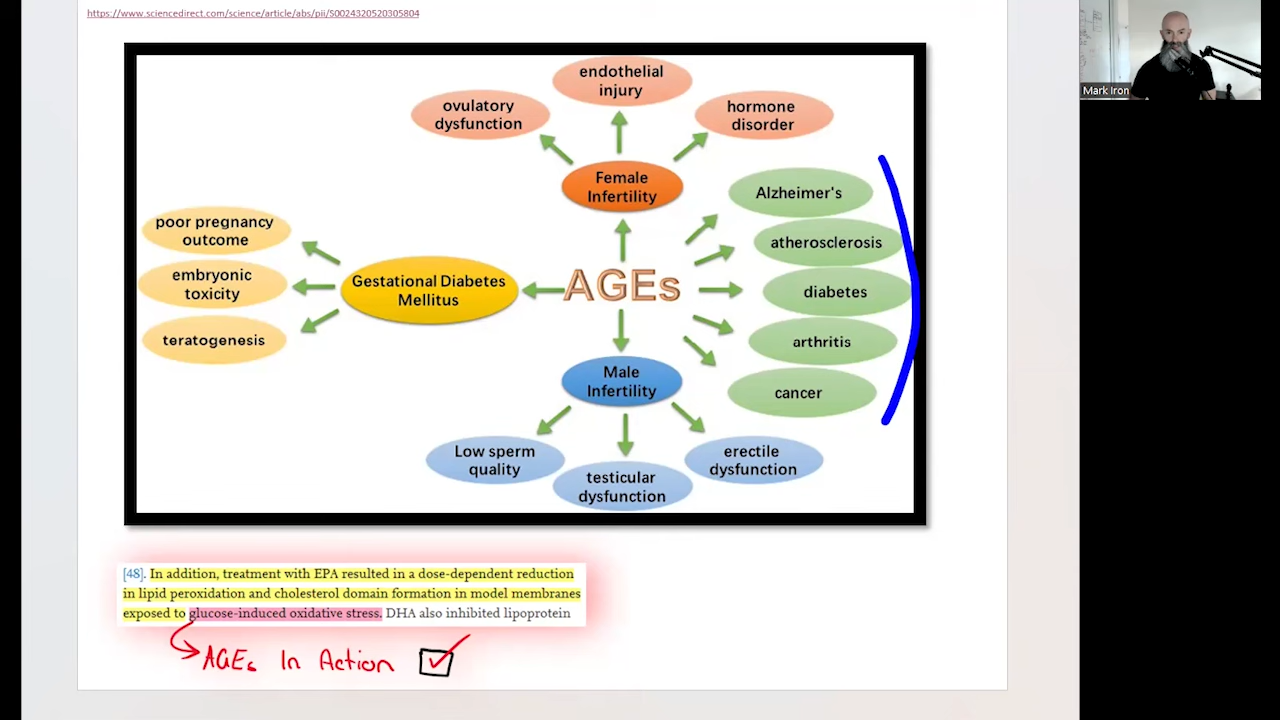 https://www.sciencedirect.com/science/article/abs/pii/S0024320520305804
Mark Iron
endothelial
injury
ovulatory
dysfunction
hormone
disorder
Female
Infertility
Alzheimer's
atherosclerosis
diabetes
arthritis
cancer
AGEs
Gestational Diabetes
Mellitus
poor pregnancy
outcome
embryonic
toxicity
teratogenesis
Male
Infertility
Low sperm
quality
testicular
dysfunction
erectile
dysfunction
[48]. In addition, treatment with EPA resulted in a dose-dependent reduction
in lipid peroxidation and cholesterol domain formation in model membranes
exposed to glucose-induced oxidative stress. DHA also inhibited lipoprotein
AGEs In Action